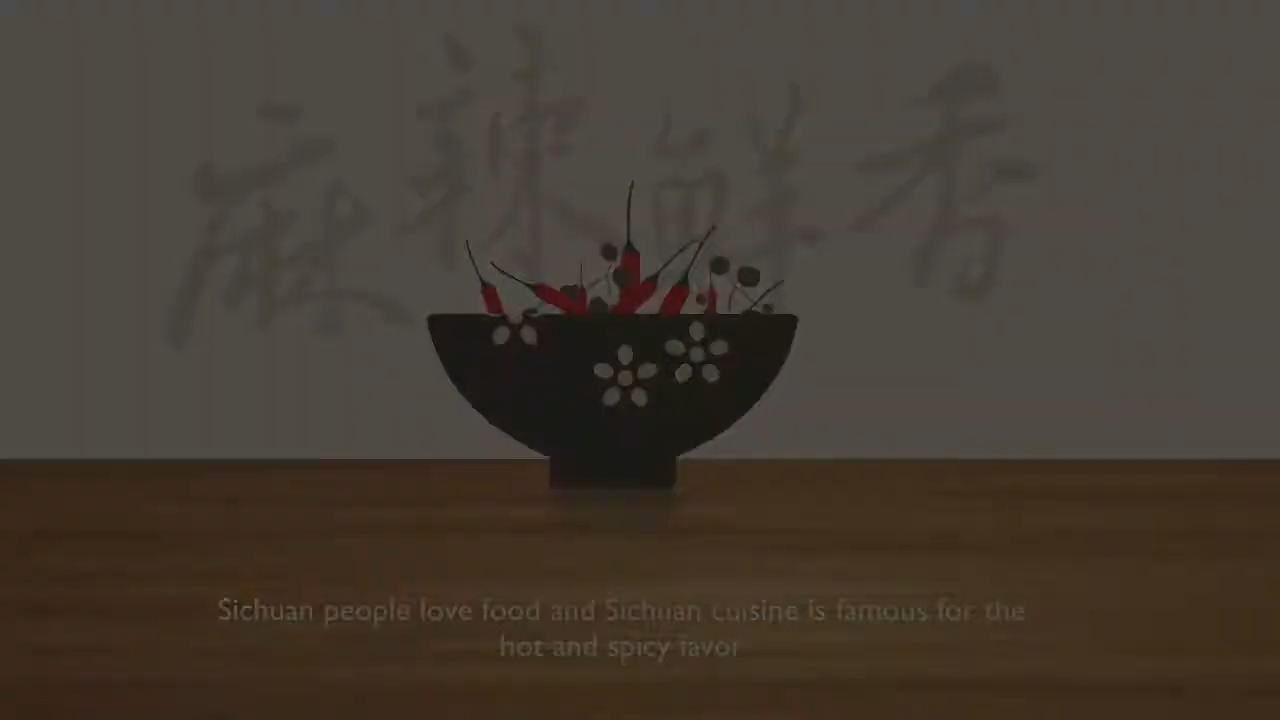 麻辣鲜香
Sichuan people love food and Sichuan cuisine is famous for the
hot and spicy favor